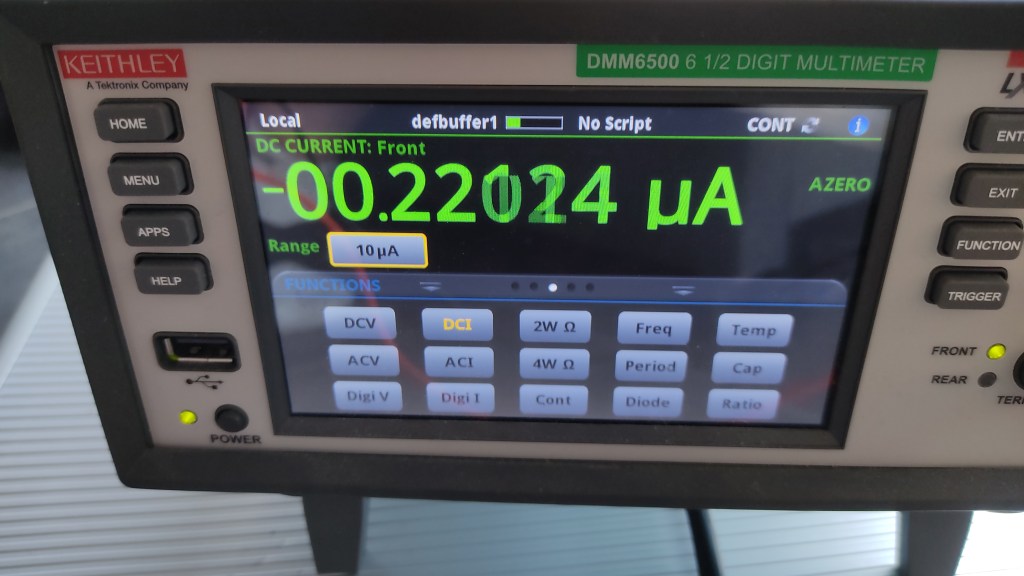 KEITHLEY
A Tektronix Company
DMM6500 6 1/2 DIGIT MULTIMETER
HOME
MENU
APPS
HELP
POWER
Local defbuffer1 No Script CONT i
DC CURRENT: Front
µA
AZERO
Range 10µA
FUNCTIONS
DCV DCI 2W Ω Freq Temp
ACV ACI 4W Ω Period Cap
Digi V Digi I Cont Diode Ratio
EXIT
FUNCTION
TRIGGER
FRONT
REAR